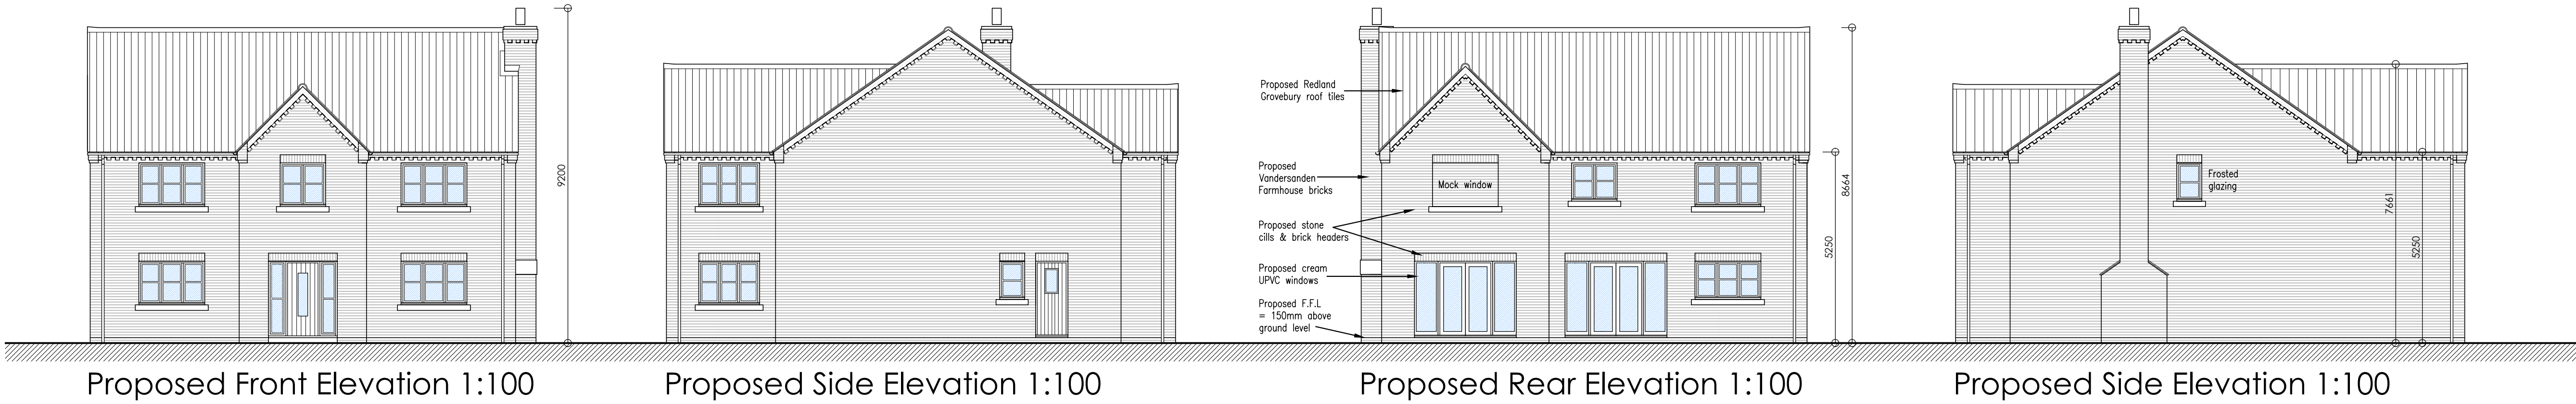 9200
Proposed Redland
Grovebury roof tiles
Proposed
Vandersanden
Farmhouse bricks
Mock window
Proposed stone
cills & brick headers
Proposed cream
UPVC windows
Proposed F.F.L
= 150mm above
ground level
5250
8664
Frosted
glazing
7661
5250
Proposed Front Elevation 1:100
Proposed Side Elevation 1:100
Proposed Rear Elevation 1:100
Proposed Side Elevation 1:100